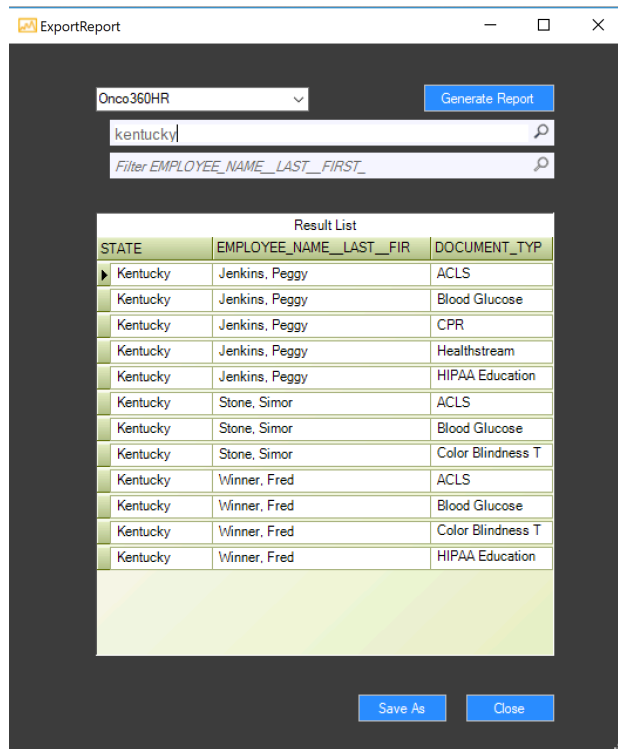 ExportReport
Onco360HR
Generate Report
kentucky
Filter EMPLOYEE_NAME__LAST__FIRST_
Result List
STATE EMPLOYEE_NAME__LAST__FIR DOCUMENT_TYP
Kentucky Jenkins, Peggy ACLS
Kentucky Jenkins, Peggy Blood Glucose
Kentucky Jenkins, Peggy CPR
Kentucky Jenkins, Peggy Healthstream
Kentucky Jenkins, Peggy HIPAA Education
Kentucky Stone, Simor ACLS
Kentucky Stone, Simor Blood Glucose
Kentucky Stone, Simor Color Blindness T
Kentucky Winner, Fred ACLS
Kentucky Winner, Fred Blood Glucose
Kentucky Winner, Fred Color Blindness T
Kentucky Winner, Fred HIPAA Education
Save As
Close